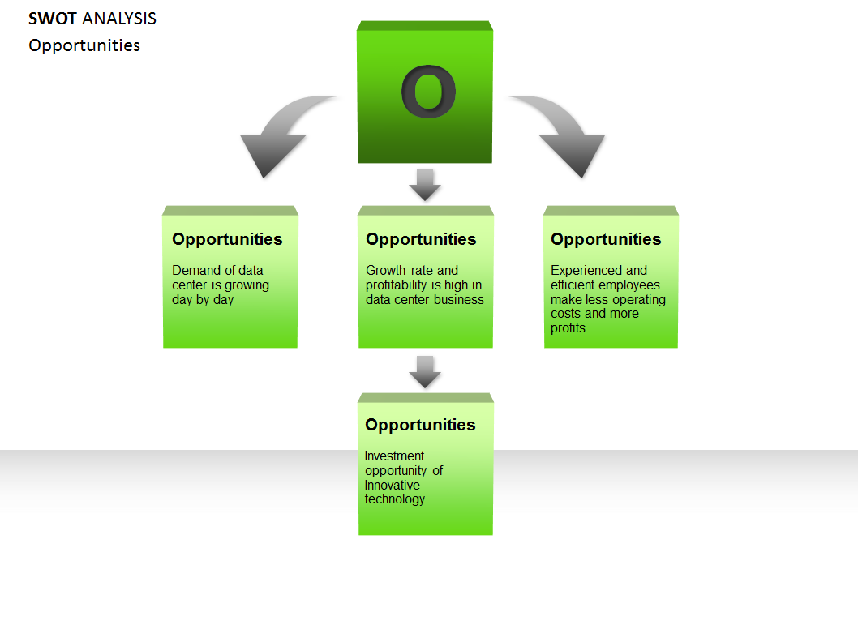 SWOT ANALYSIS
Opportunities
O
Opportunities
Demand of data
center is growing
day by day
Opportunities
Growth rate and
profitability is high in
data center business
Opportunities
Experienced and
efficient employees
make less operating
costs and more
profits
Opportunities
Investment
opportunity of
Innovative
technology